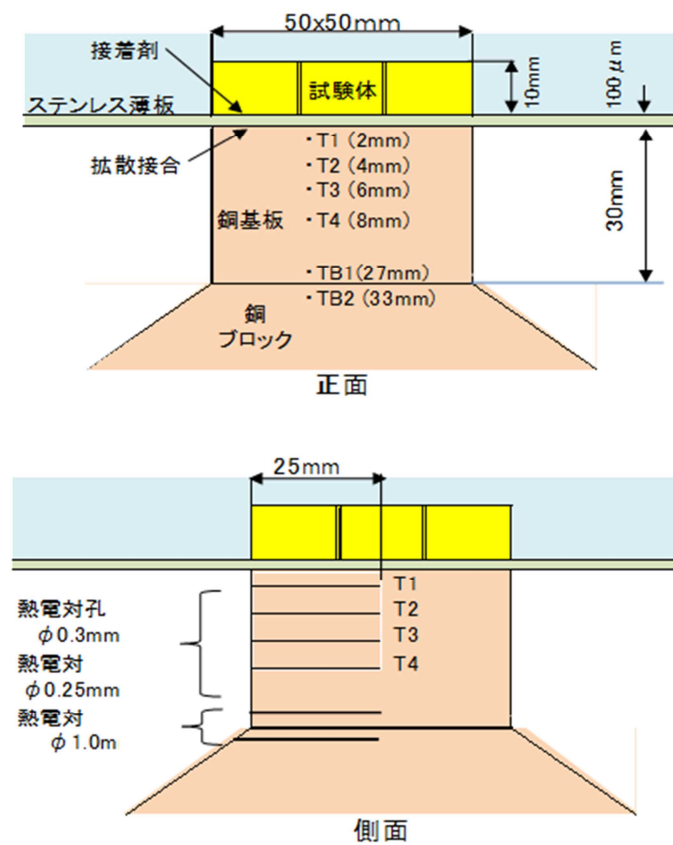 50x50mm
接着剤
試験体
10mm
100μm
ステンレス薄板
拡散接合
・T1 (2mm)
・T2 (4mm)
・T3 (6mm)
銅基板
・T4 (8mm)
30mm
・TB1(27mm)
・TB2 (33mm)
銅
ブロック
正面
25mm
T1
熱電対孔
φ0.3mm
T2
T3
熱電対
φ0.25mm
T4
熱電対
φ1.0m
側面